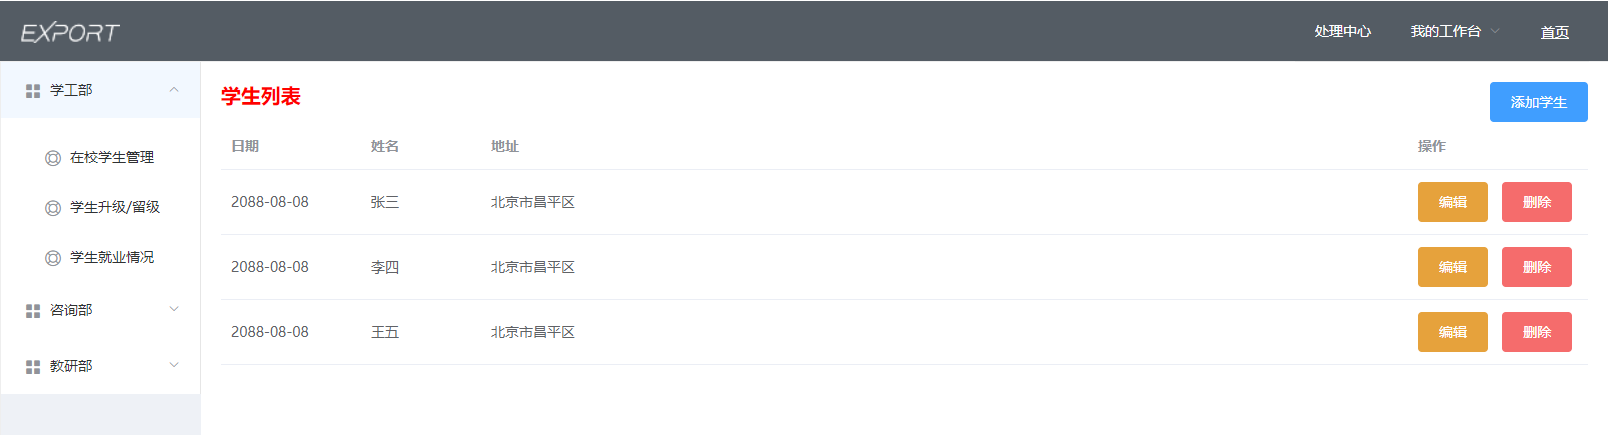 EXPORT
处理中心 我的工作台 首页
学工部
在校学生管理
学生升级/留级
学生就业情况
咨询部
教研部
学生列表
添加学生
日期 姓名 地址 操作
2088-08-08 张三 北京市昌平区 编辑 删除
2088-08-08 李四 北京市昌平区 编辑 删除
2088-08-08 王五 北京市昌平区 编辑 删除